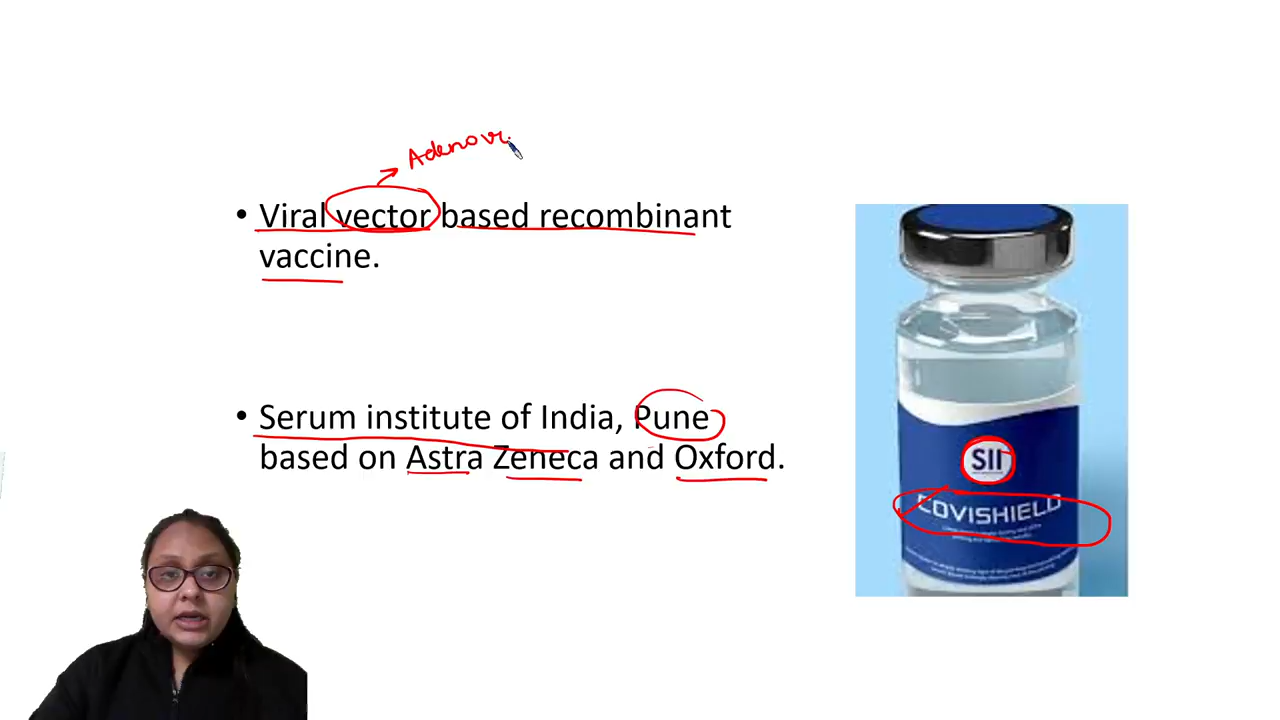 Adenovi
• Viral vector based recombinant
vaccine.
• Serum institute of India, Pune
based on Astra Zeneca and Oxford.
SII
COVISHIELD